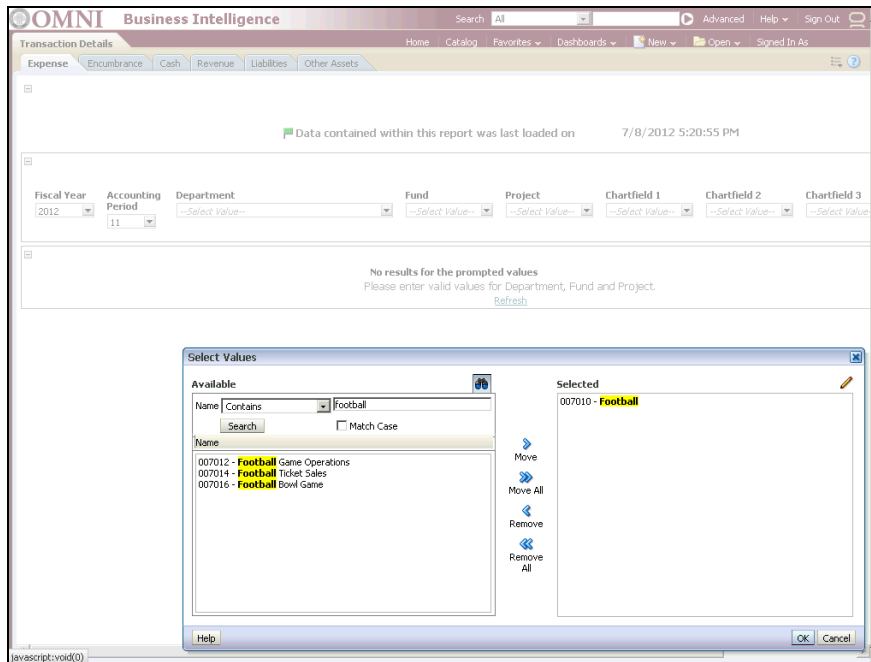 OMNI Business Intelligence Search All Advanced Help Sign Out
Transaction Details Home Catalog Favorites Dashboards New Open Signed In As
Expense Encumbrance Cash Revenue Liabilities Other Assets
Data contained within this report was last loaded on 7/8/2012 5:20:55 PM
Fiscal Year Accounting Period Department Fund Project Chartfield 1 Chartfield 2 Chartfield 3
2012 11 --Select Value-- --Select Value-- --Select Value-- --Select Value-- --Select Value-- --Select Value
No results for the prompted values
Please enter valid values for Department, Fund and Project.
Refresh
Select Values
Available Selected
Name Contains football
Search Match Case
Name
007012 - Football Game Operations
007014 - Football Ticket Sales
007016 - Football Bowl Game
Move
Move All
Remove
Remove All
007010 - Football
Help OK Cancel
javascript:void(0)